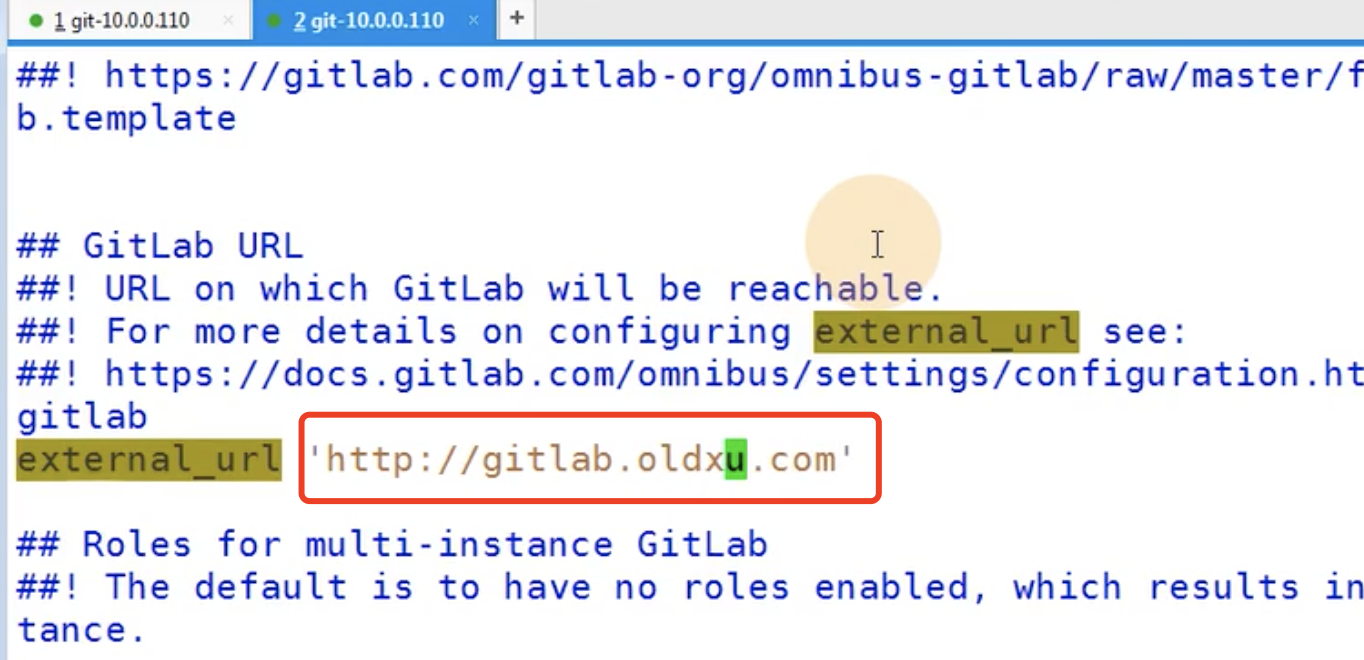 1 git-10.0.0.110 × 2 git-10.0.0.110 × +
##! https://gitlab.com/gitlab-org/omnibus-gitlab/raw/master/f
b.template
## GitLab URL
##! URL on which GitLab will be reachable.
##! For more details on configuring external_url see:
##! https://docs.gitlab.com/omnibus/settings/configuration.ht
gitlab
external_url 'http://gitlab.oldxu.com'
## Roles for multi-instance GitLab
##! The default is to have no roles enabled, which results in
tance.